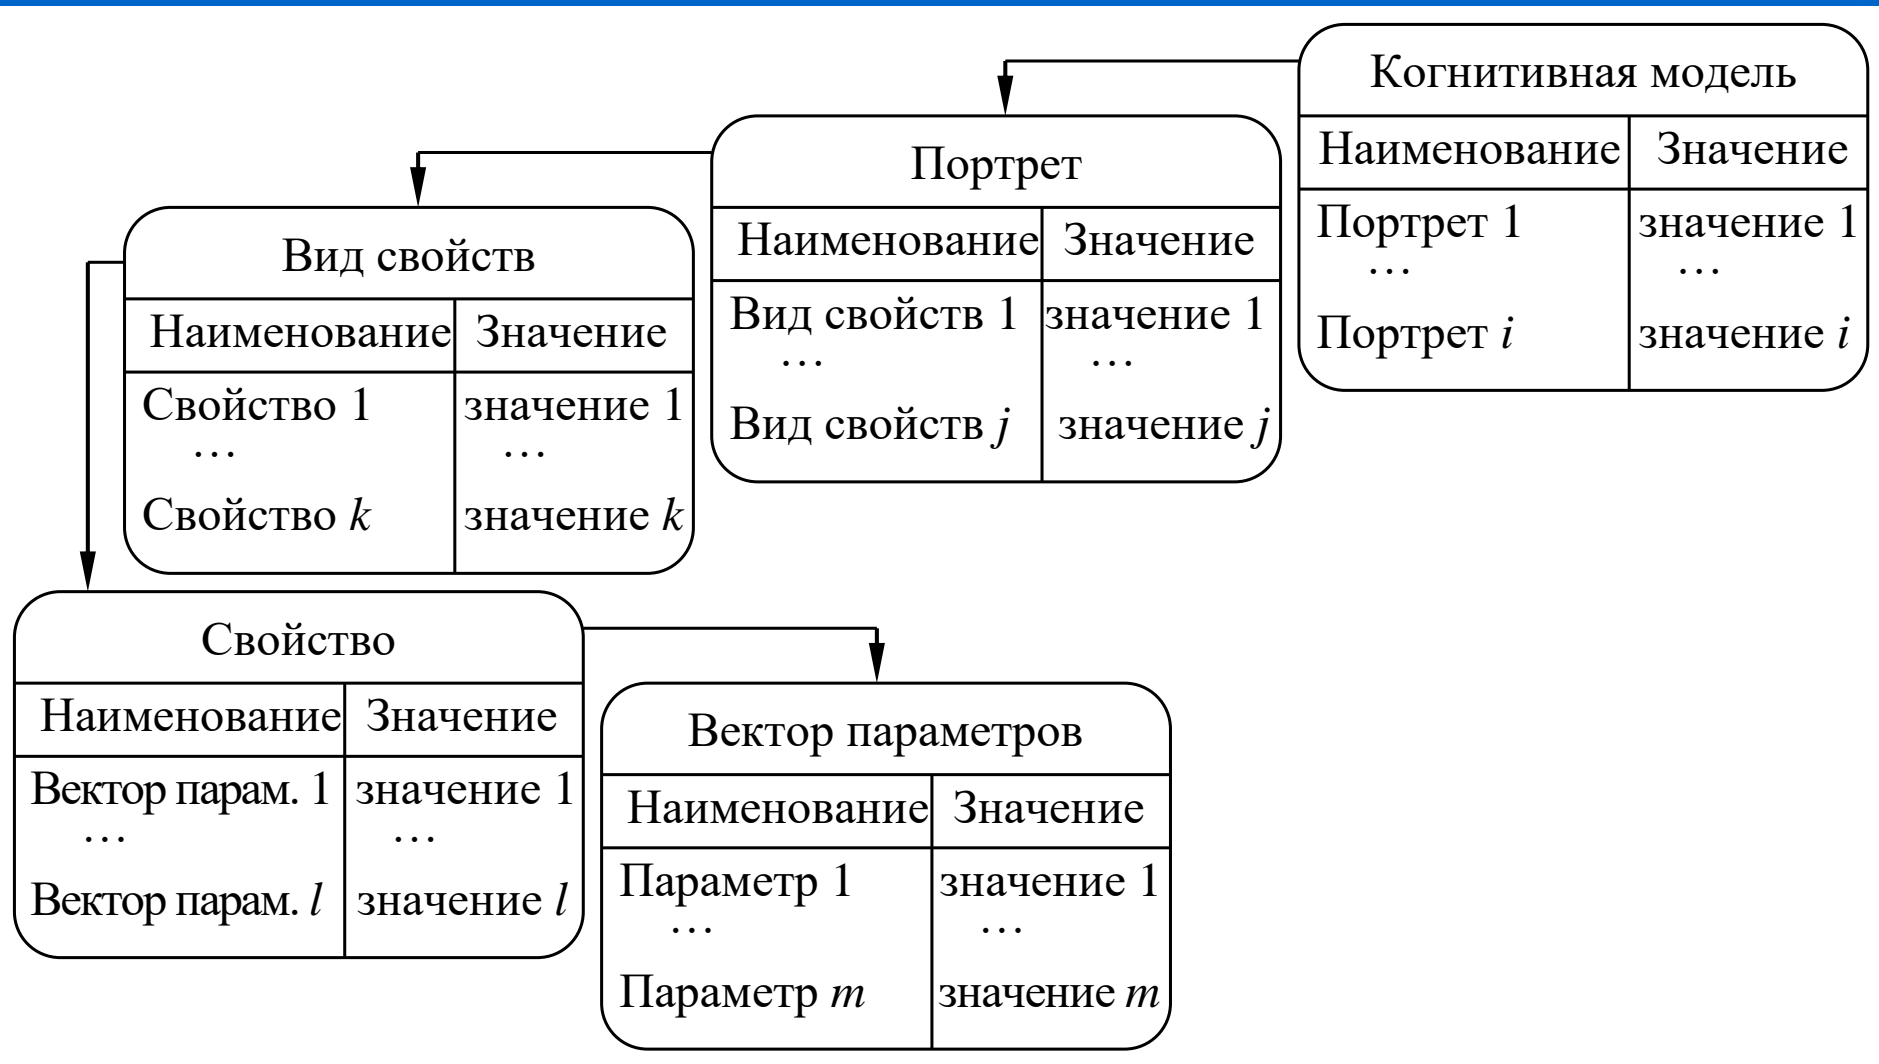 Когнитивная модель
Наименование Значение
Портрет 1 значение 1
… …
Портрет i значение i
Портрет
Наименование Значение
Вид свойств 1 значение 1
… …
Вид свойств j значение j
Вид свойств
Наименование Значение
Свойство 1 значение 1
… …
Свойство k значение k
Свойство
Наименование Значение
Вектор парам. 1 значение 1
… …
Вектор парам. l значение l
Вектор параметров
Наименование Значение
Параметр 1 значение 1
… …
Параметр m значение m